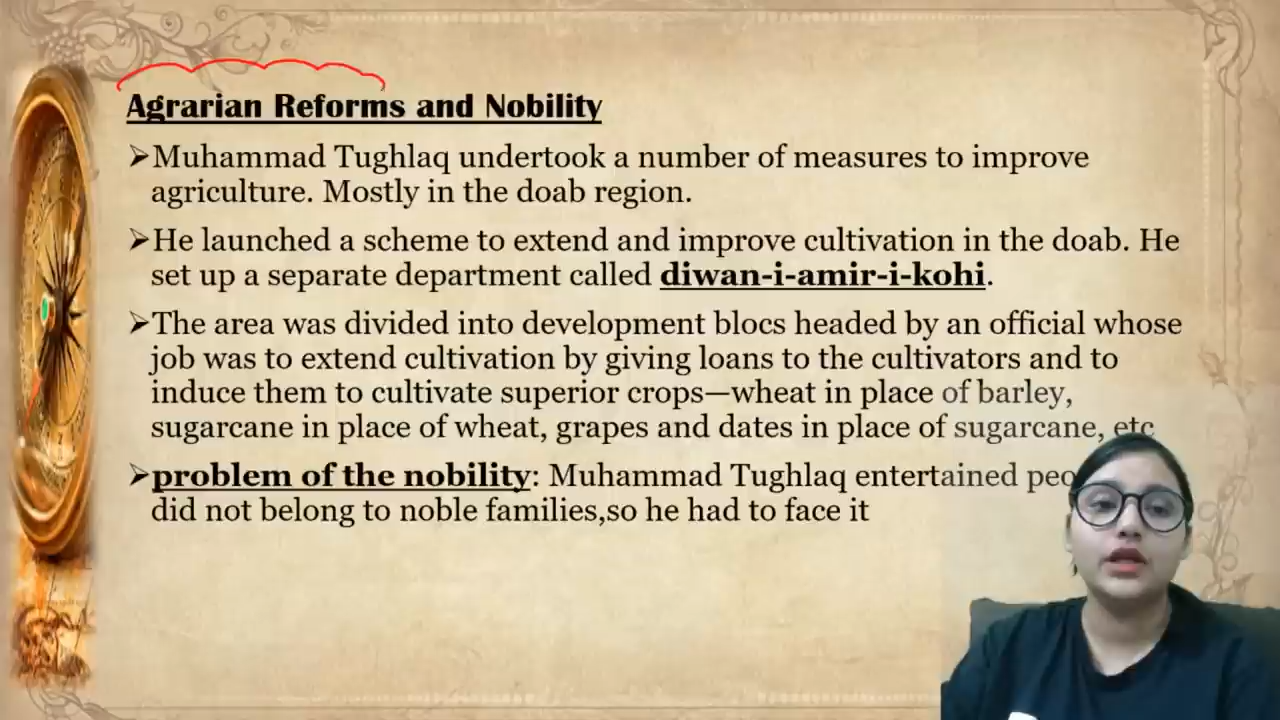 Agrarian Reforms and Nobility
➢Muhammad Tughlaq undertook a number of measures to improve
agriculture. Mostly in the doab region.
➢He launched a scheme to extend and improve cultivation in the doab. He
set up a separate department called diwan-i-amir-i-kohi.
➢The area was divided into development blocs headed by an official whose
job was to extend cultivation by giving loans to the cultivators and to
induce them to cultivate superior crops—wheat in place of barley,
sugarcane in place of wheat, grapes and dates in place of sugarcane, etc
➢problem of the nobility: Muhammad Tughlaq entertained
did not belong to noble families,so he had to face it